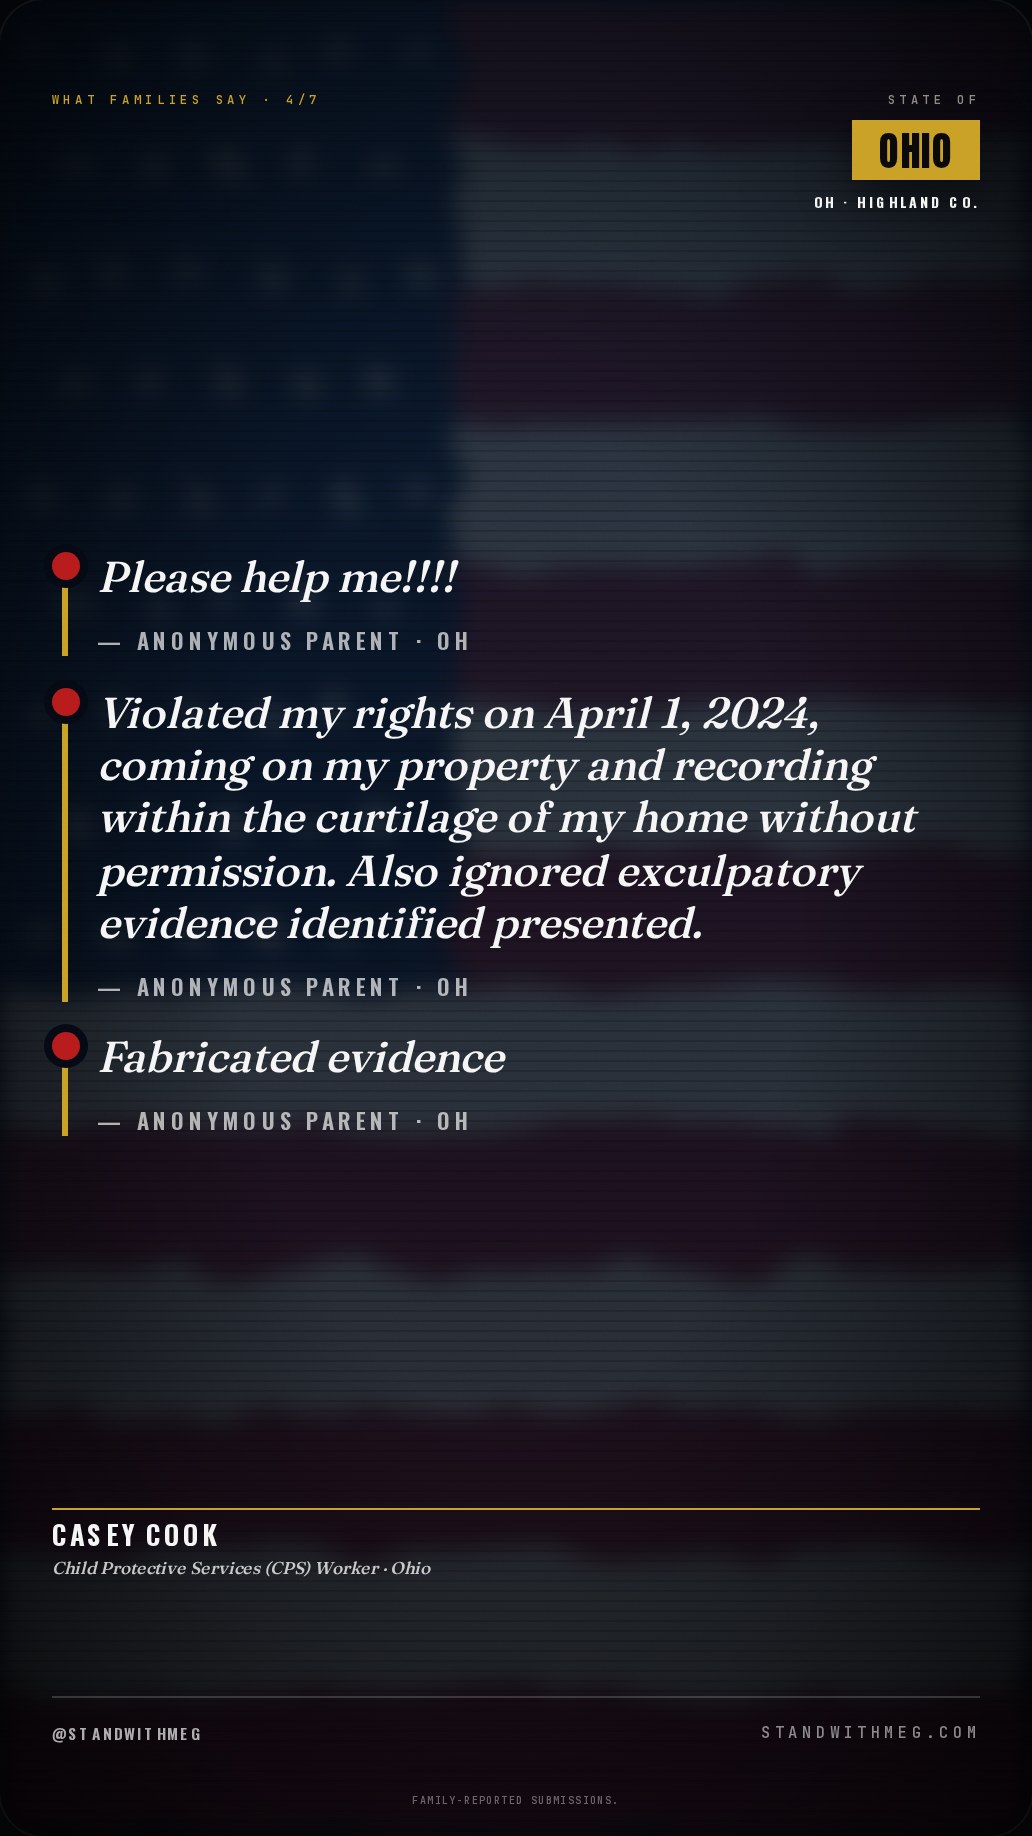 WHAT FAMILIES SAY · 4/7
STATE OF
OHIO
OH · HIGHLAND CO.
Please help me!!!!
— ANONYMOUS PARENT · OH
Violated my rights on April 1, 2024,
coming on my property and recording
within the curtilage of my home without
permission. Also ignored exculpatory
evidence identified presented.
— ANONYMOUS PARENT · OH
Fabricated evidence
— ANONYMOUS PARENT · OH
CASEY COOK
Child Protective Services (CPS) Worker · Ohio
@STANDWITHMEG
STANDWITHMEG.COM
FAMILY-REPORTED SUBMISSIONS.